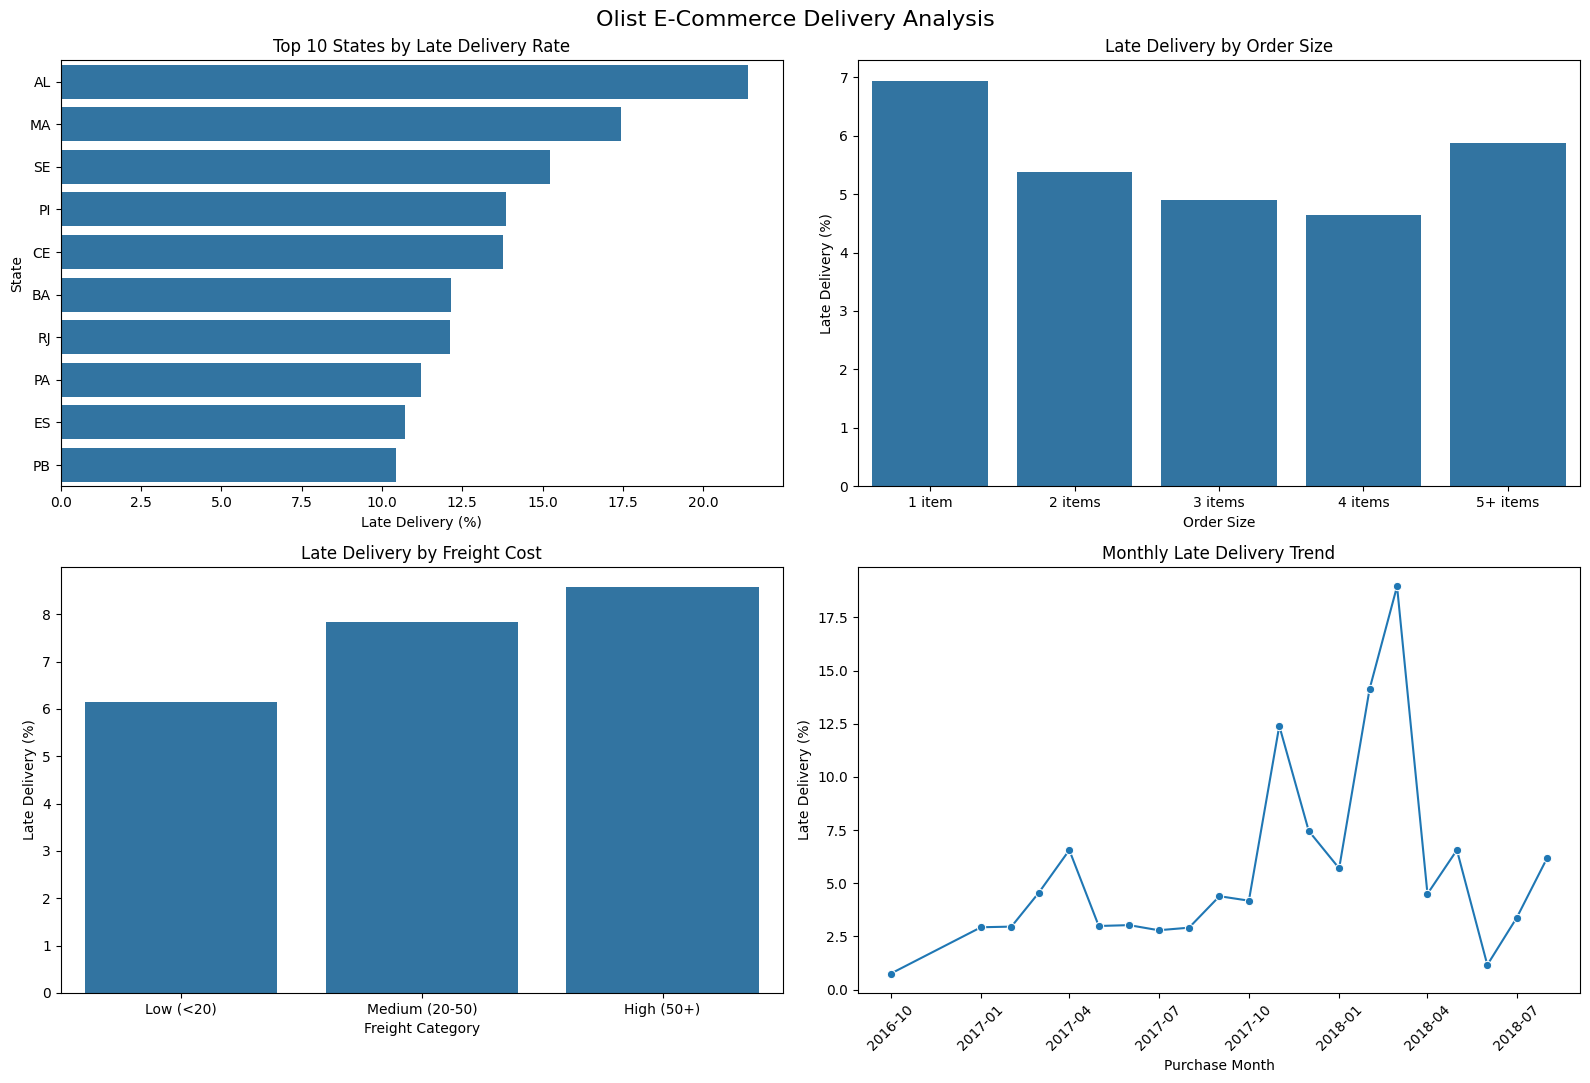 Olist E-Commerce Delivery Analysis
Top 10 States by Late Delivery Rate
State
AL
MA
SE
PI
CE
BA
RJ
PA
ES
PB
0.0 2.5 5.0 7.5 10.0 12.5 15.0 17.5 20.0
Late Delivery (%)
Late Delivery by Order Size
Late Delivery (%)
7
6
5
4
3
2
1
0
1 item 2 items 3 items 4 items 5+ items
Order Size
Late Delivery by Freight Cost
Late Delivery (%)
8
7
6
5
4
3
2
1
0
Low (<20) Medium (20-50) High (50+)
Freight Category
Monthly Late Delivery Trend
Late Delivery (%)
17.5
15.0
12.5
10.0
7.5
5.0
2.5
0.0
2016-10 2017-01 2017-04 2017-07 2017-10 2018-01 2018-04 2018-07
Purchase Month